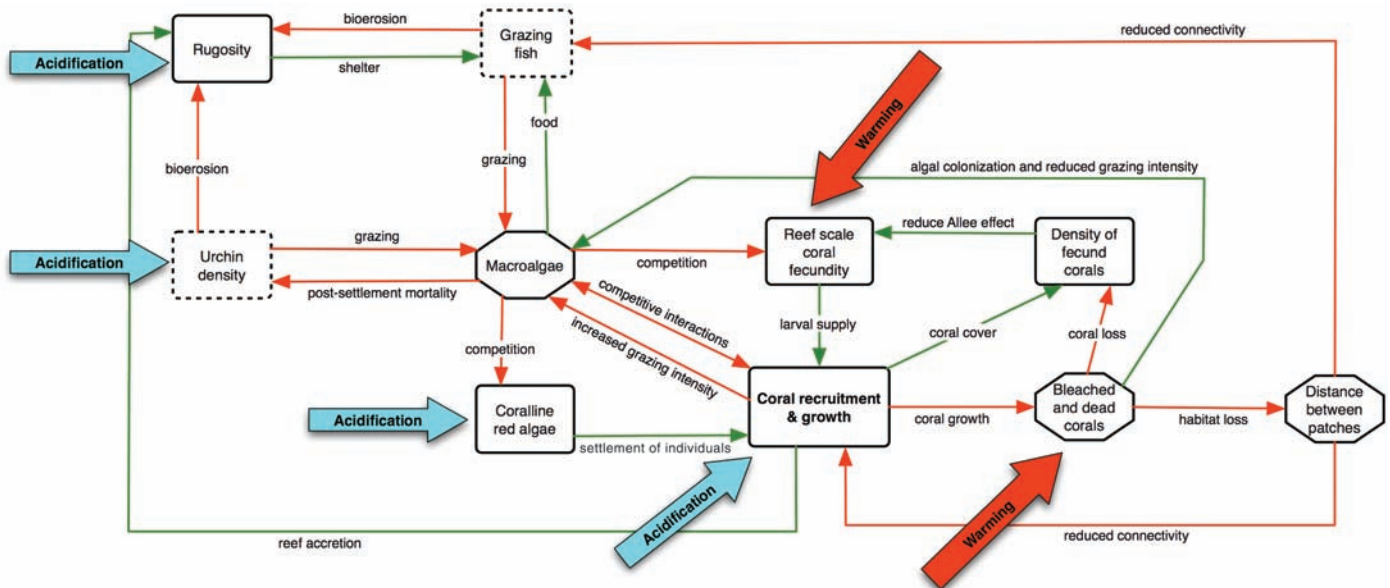 bioerosion
Grazing
fish
reduced connectivity
Rugosity
Acidification
shelter
Warming
food
grazing
algal colonization and reduced grazing intensity
bioerosion
reduce Allee effect
Reef scale
coral
fecundity
Density of
fecund
corals
grazing
Acidification
Urchin
density
Macroalgae
competition
post-settlement mortality
competitive interactions
larval supply
coral cover
coral loss
increased grazing intensity
competition
Coral recruitment
& growth
Bleached
and dead
corals
Distance
between
patches
coral growth
habitat loss
Acidification
Coralline
red algae
settlement of individuals
Acidification
Warming
reef accretion
reduced connectivity